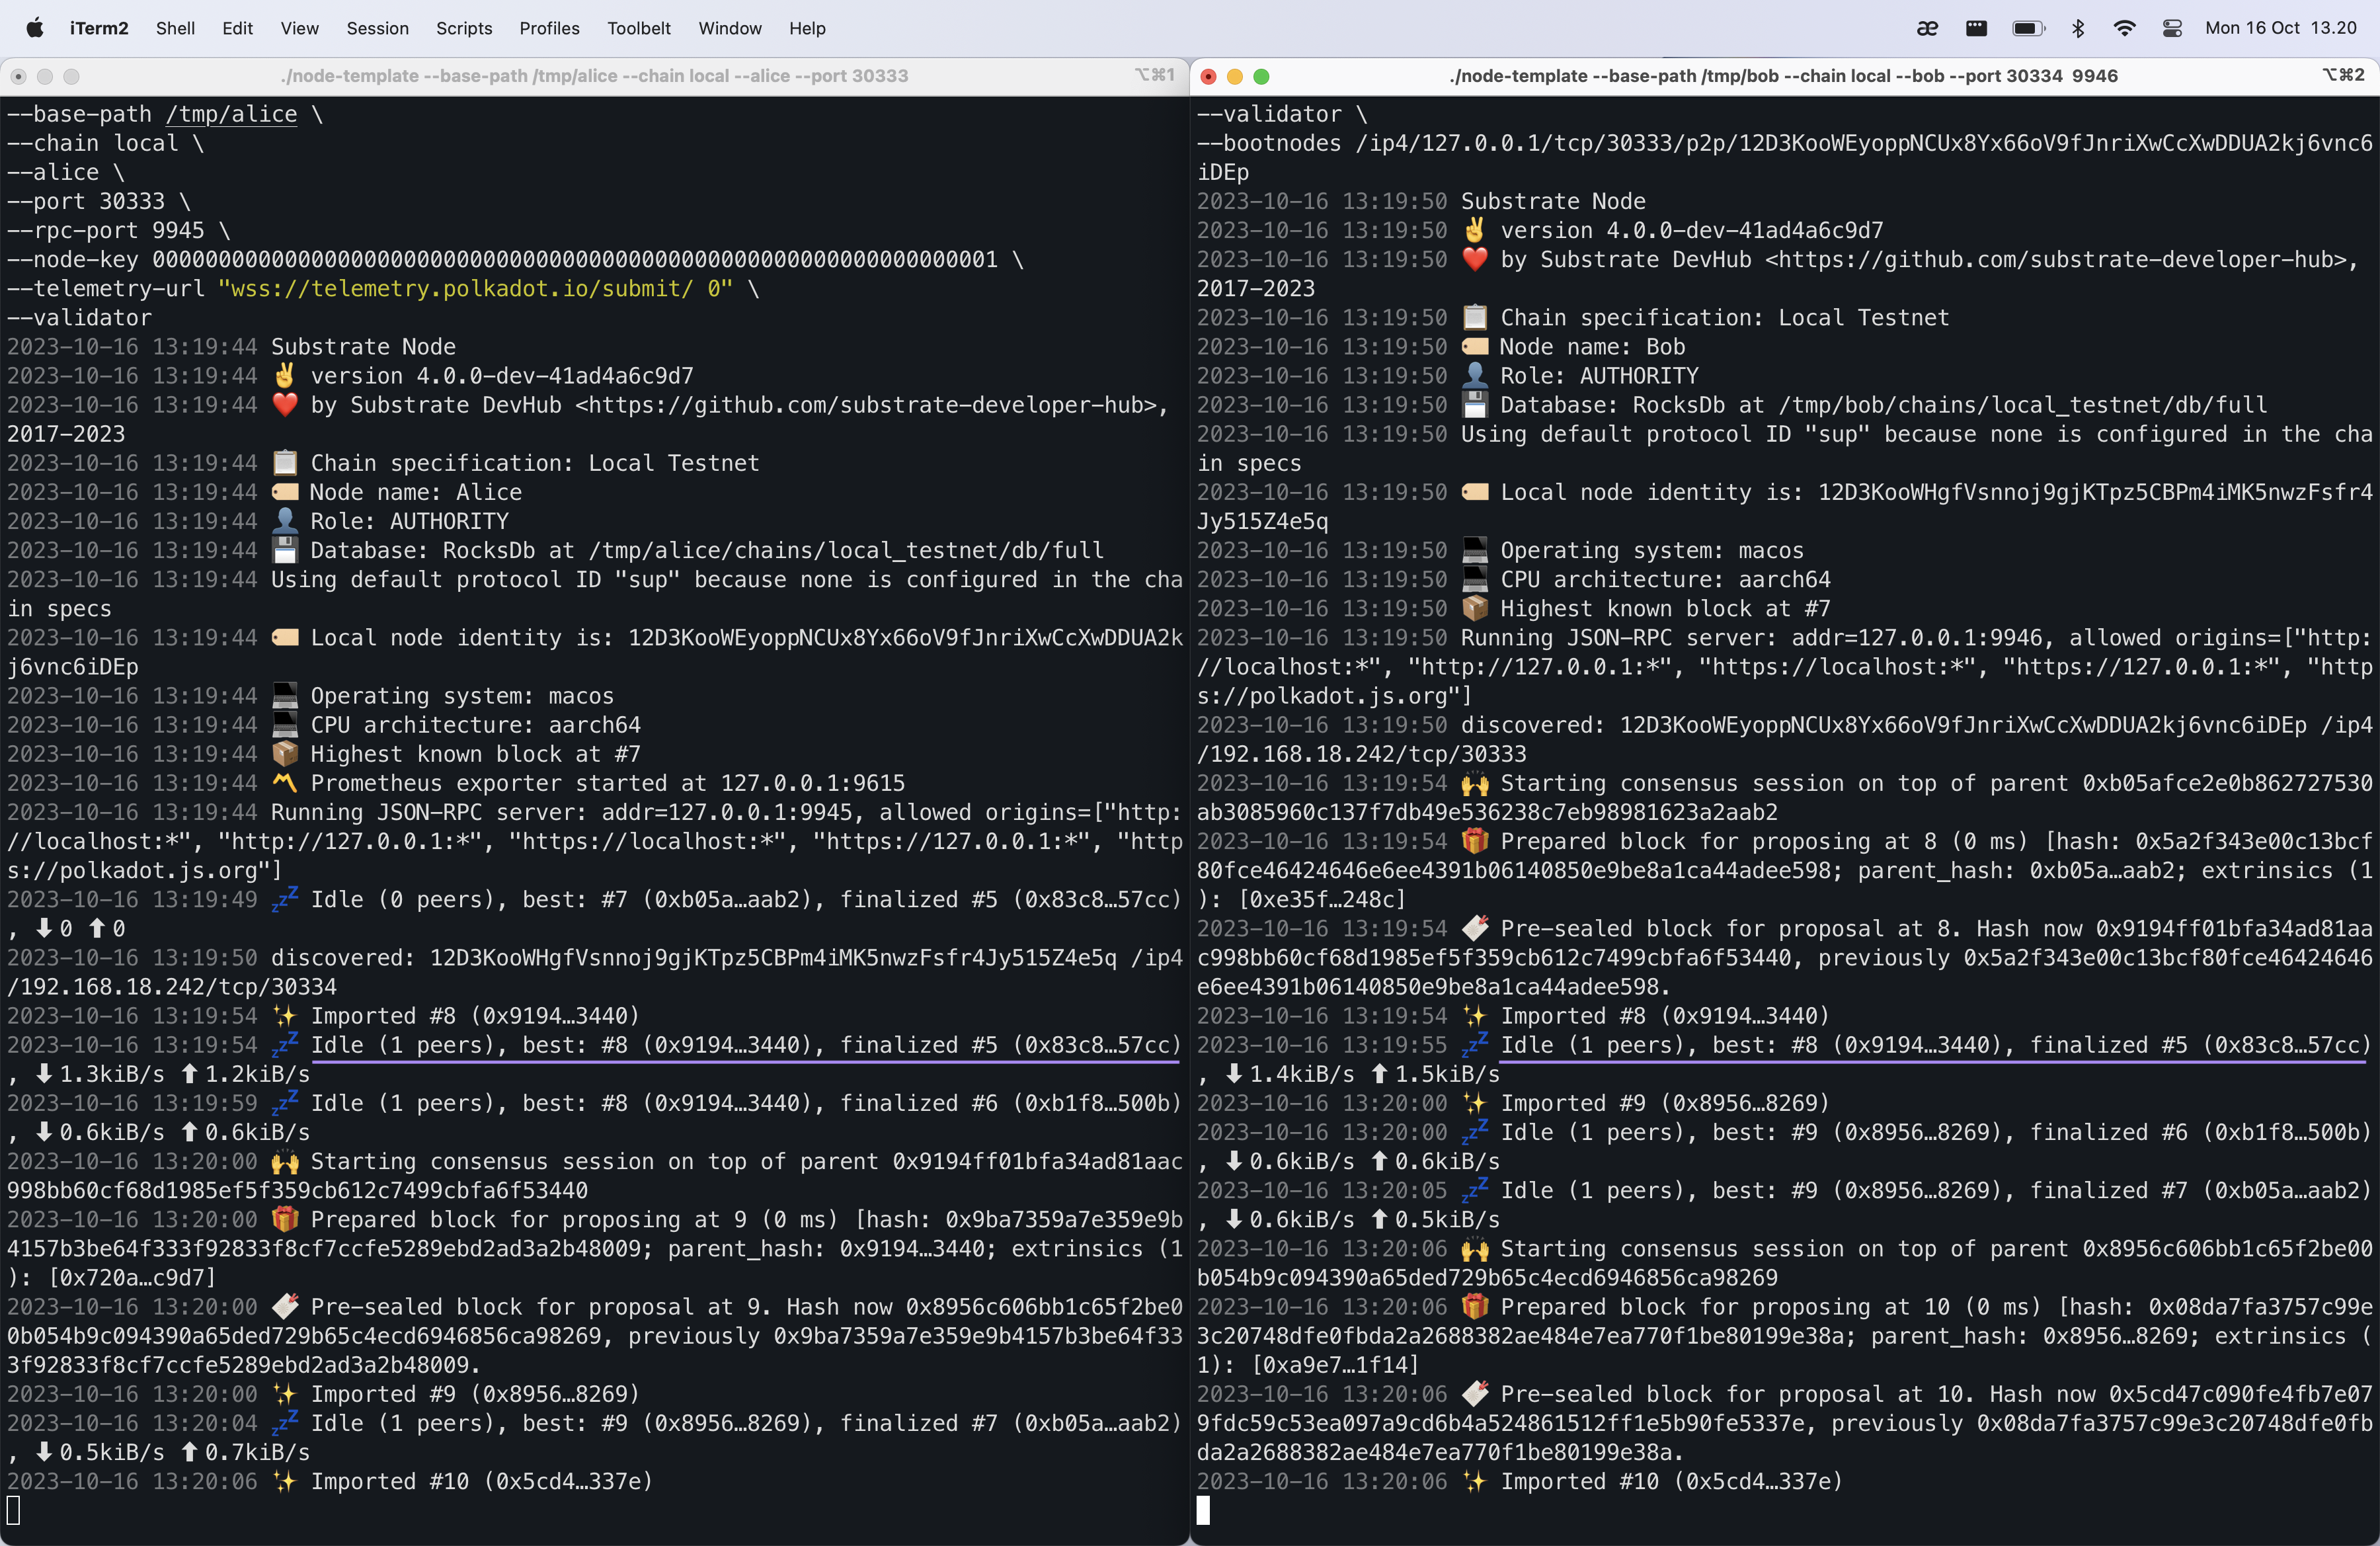 iTerm2 Shell Edit View Session Scripts Profiles Toolbelt Window Help
æ Mon 16 Oct 13.20
./node-template --base-path /tmp/alice --chain local --alice --port 30333 ⌥⌘1
--base-path /tmp/alice \
--chain local \
--alice \
--port 30333 \
--rpc-port 9945 \
--node-key 0000000000000000000000000000000000000000000000000000000000000001 \
--telemetry-url "wss://telemetry.polkadot.io/submit/ 0" \
--validator
2023-10-16 13:19:44 Substrate Node
2023-10-16 13:19:44 ✌️ version 4.0.0-dev-41ad4a6c9d7
2023-10-16 13:19:44 ❤️ by Substrate DevHub <https://github.com/substrate-developer-hub>,
2017-2023
2023-10-16 13:19:44 📋 Chain specification: Local Testnet
2023-10-16 13:19:44 🏷 Node name: Alice
2023-10-16 13:19:44 👤 Role: AUTHORITY
2023-10-16 13:19:44 💾 Database: RocksDb at /tmp/alice/chains/local_testnet/db/full
2023-10-16 13:19:44 Using default protocol ID "sup" because none is configured in the cha
in specs
2023-10-16 13:19:44 🏷 Local node identity is: 12D3KooWEyoppNCUx8Yx66oV9fJnriXwCcXwDDUA2k
j6vnc6iDEp
2023-10-16 13:19:44 💻 Operating system: macos
2023-10-16 13:19:44 💻 CPU architecture: aarch64
2023-10-16 13:19:44 📦 Highest known block at #7
2023-10-16 13:19:44 〽️ Prometheus exporter started at 127.0.0.1:9615
2023-10-16 13:19:44 Running JSON-RPC server: addr=127.0.0.1:9945, allowed origins=["http:
//localhost:*", "http://127.0.0.1:*", "https://localhost:*", "https://127.0.0.1:*", "http
s://polkadot.js.org"]
2023-10-16 13:19:49 💤 Idle (0 peers), best: #7 (0xb05a…aab2), finalized #5 (0x83c8…57cc)
, ⬇ 0 ⬆ 0
2023-10-16 13:19:50 discovered: 12D3KooWHgfVsnnoj9gjKTpz5CBPm4iMK5nwzFsfr4Jy515Z4e5q /ip4
/192.168.18.242/tcp/30334
2023-10-16 13:19:54 ✨ Imported #8 (0x9194…3440)
2023-10-16 13:19:54 💤 Idle (1 peers), best: #8 (0x9194…3440), finalized #5 (0x83c8…57cc)
, ⬇ 1.3kiB/s ⬆ 1.2kiB/s
2023-10-16 13:19:59 💤 Idle (1 peers), best: #8 (0x9194…3440), finalized #6 (0xb1f8…500b)
, ⬇ 0.6kiB/s ⬆ 0.6kiB/s
2023-10-16 13:20:00 🙌 Starting consensus session on top of parent 0x9194ff01bfa34ad81aac
998bb60cf68d1985ef5f359cb612c7499cbfa6f53440
2023-10-16 13:20:00 🎁 Prepared block for proposing at 9 (0 ms) [hash: 0x9ba7359a7e359e9b
4157b3be64f333f92833f8cf7ccfe5289ebd2ad3a2b48009; parent_hash: 0x9194…3440; extrinsics (1
): [0x720a…c9d7]
2023-10-16 13:20:00 🔖 Pre-sealed block for proposal at 9. Hash now 0x8956c606bb1c65f2be0
0b054b9c094390a65ded729b65c4ecd6946856ca98269, previously 0x9ba7359a7e359e9b4157b3be64f33
3f92833f8cf7ccfe5289ebd2ad3a2b48009.
2023-10-16 13:20:00 ✨ Imported #9 (0x8956…8269)
2023-10-16 13:20:04 💤 Idle (1 peers), best: #9 (0x8956…8269), finalized #7 (0xb05a…aab2)
, ⬇ 0.5kiB/s ⬆ 0.7kiB/s
2023-10-16 13:20:06 ✨ Imported #10 (0x5cd4…337e)
./node-template --base-path /tmp/bob --chain local --bob --port 30334 9946 ⌥⌘2
--validator \
--bootnodes /ip4/127.0.0.1/tcp/30333/p2p/12D3KooWEyoppNCUx8Yx66oV9fJnriXwCcXwDDUA2kj6vnc6
iDEp
2023-10-16 13:19:50 Substrate Node
2023-10-16 13:19:50 ✌️ version 4.0.0-dev-41ad4a6c9d7
2023-10-16 13:19:50 ❤️ by Substrate DevHub <https://github.com/substrate-developer-hub>,
2017-2023
2023-10-16 13:19:50 📋 Chain specification: Local Testnet
2023-10-16 13:19:50 🏷 Node name: Bob
2023-10-16 13:19:50 👤 Role: AUTHORITY
2023-10-16 13:19:50 💾 Database: RocksDb at /tmp/bob/chains/local_testnet/db/full
2023-10-16 13:19:50 Using default protocol ID "sup" because none is configured in the cha
in specs
2023-10-16 13:19:50 🏷 Local node identity is: 12D3KooWHgfVsnnoj9gjKTpz5CBPm4iMK5nwzFsfr4
Jy515Z4e5q
2023-10-16 13:19:50 💻 Operating system: macos
2023-10-16 13:19:50 💻 CPU architecture: aarch64
2023-10-16 13:19:50 📦 Highest known block at #7
2023-10-16 13:19:50 Running JSON-RPC server: addr=127.0.0.1:9946, allowed origins=["http:
//localhost:*", "http://127.0.0.1:*", "https://localhost:*", "https://127.0.0.1:*", "http
s://polkadot.js.org"]
2023-10-16 13:19:50 discovered: 12D3KooWEyoppNCUx8Yx66oV9fJnriXwCcXwDDUA2kj6vnc6iDEp /ip4
/192.168.18.242/tcp/30333
2023-10-16 13:19:54 🙌 Starting consensus session on top of parent 0xb05afce2e0b862727530
ab3085960c137f7db49e536238c7eb98981623a2aab2
2023-10-16 13:19:54 🎁 Prepared block for proposing at 8 (0 ms) [hash: 0x5a2f343e00c13bcf
80fce46424646e6ee4391b06140850e9be8a1ca44adee598; parent_hash: 0xb05a…aab2; extrinsics (1
): [0xe35f…248c]
2023-10-16 13:19:54 🔖 Pre-sealed block for proposal at 8. Hash now 0x9194ff01bfa34ad81aa
c998bb60cf68d1985ef5f359cb612c7499cbfa6f53440, previously 0x5a2f343e00c13bcf80fce46424646
e6ee4391b06140850e9be8a1ca44adee598.
2023-10-16 13:19:54 ✨ Imported #8 (0x9194…3440)
2023-10-16 13:19:55 💤 Idle (1 peers), best: #8 (0x9194…3440), finalized #5 (0x83c8…57cc)
, ⬇ 1.4kiB/s ⬆ 1.5kiB/s
2023-10-16 13:20:00 ✨ Imported #9 (0x8956…8269)
2023-10-16 13:20:00 💤 Idle (1 peers), best: #9 (0x8956…8269), finalized #6 (0xb1f8…500b)
, ⬇ 0.6kiB/s ⬆ 0.6kiB/s
2023-10-16 13:20:05 💤 Idle (1 peers), best: #9 (0x8956…8269), finalized #7 (0xb05a…aab2)
, ⬇ 0.6kiB/s ⬆ 0.5kiB/s
2023-10-16 13:20:06 🙌 Starting consensus session on top of parent 0x8956c606bb1c65f2be00
b054b9c094390a65ded729b65c4ecd6946856ca98269
2023-10-16 13:20:06 🎁 Prepared block for proposing at 10 (0 ms) [hash: 0x08da7fa3757c99e
3c20748dfe0fbda2a2688382ae484e7ea770f1be80199e38a; parent_hash: 0x8956…8269; extrinsics (
1): [0xa9e7…1f14]
2023-10-16 13:20:06 🔖 Pre-sealed block for proposal at 10. Hash now 0x5cd47c090fe4fb7e07
9fdc59c53ea097a9cd6b4a524861512ff1e5b90fe5337e, previously 0x08da7fa3757c99e3c20748dfe0fb
da2a2688382ae484e7ea770f1be80199e38a.
2023-10-16 13:20:06 ✨ Imported #10 (0x5cd4…337e)